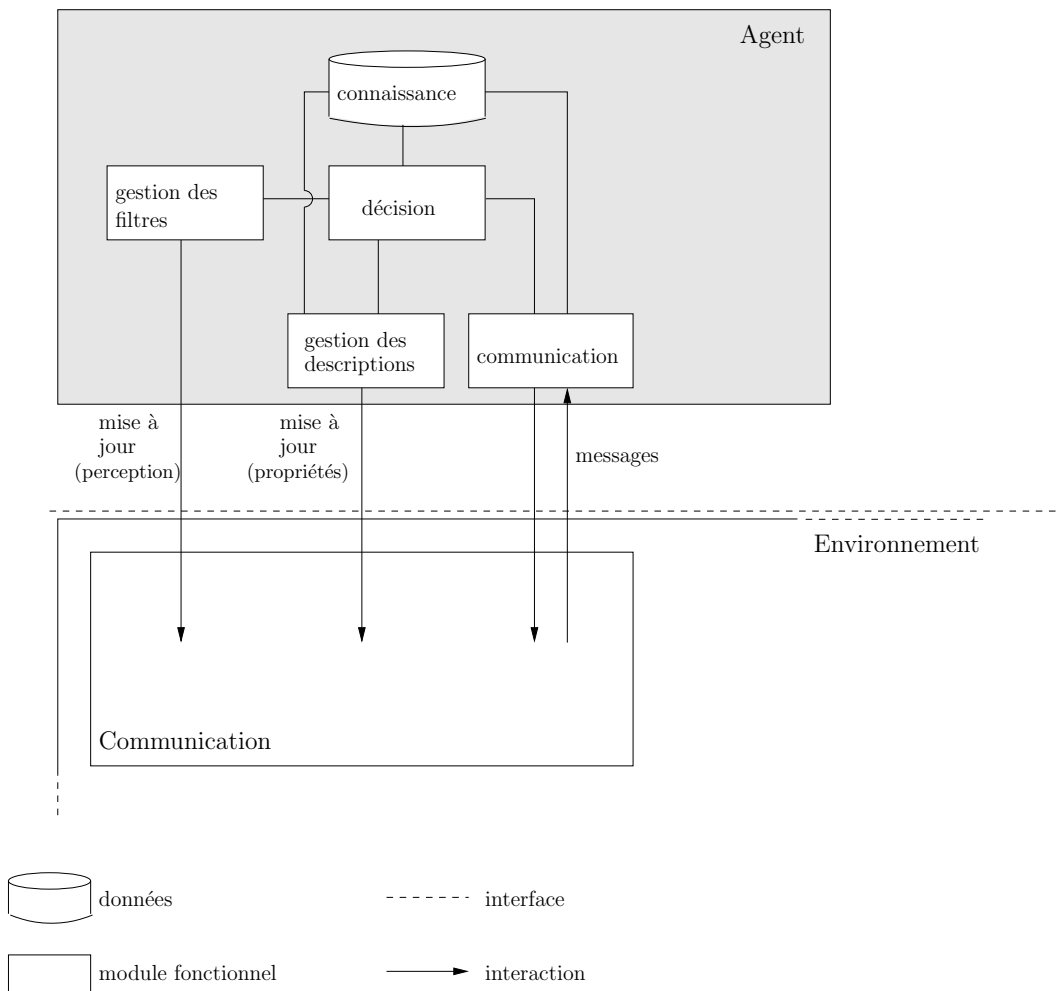 Agent
connaissance
gestion des
filtres
décision
gestion des
descriptions
communication
mise à
jour
(perception)
mise à
jour
(propriétés)
messages
Environnement
Communication
données
interface
module fonctionnel
interaction